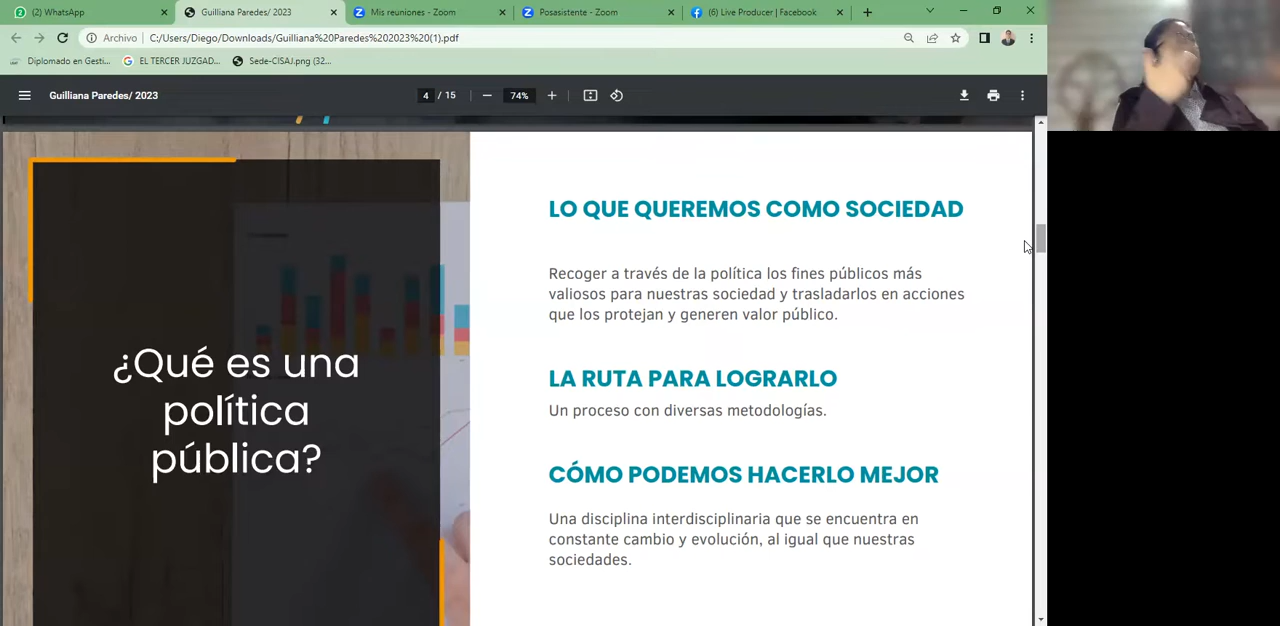 (2) WhatsApp
Guilliana Paredes/ 2023
Mis reuniones - Zoom
Posasistente - Zoom
(6) Live Producer | Facebook
Archivo
C:/Users/Diego/Downloads/Guilliana%20Paredes%202023%20(1).pdf
Diplomado en Gesti...
EL TERCER JUZGAD...
Sede-CISAJ.png (32...
Guilliana Paredes/ 2023
4 / 15
74%
¿Qué es una
política
pública?
LO QUE QUEREMOS COMO SOCIEDAD
Recoger a través de la política los fines públicos más
valiosos para nuestras sociedad y trasladarlos en acciones
que los protejan y generen valor público.
LA RUTA PARA LOGRARLO
Un proceso con diversas metodologías.
CÓMO PODEMOS HACERLO MEJOR
Una disciplina interdisciplinaria que se encuentra en
constante cambio y evolución, al igual que nuestras
sociedades.